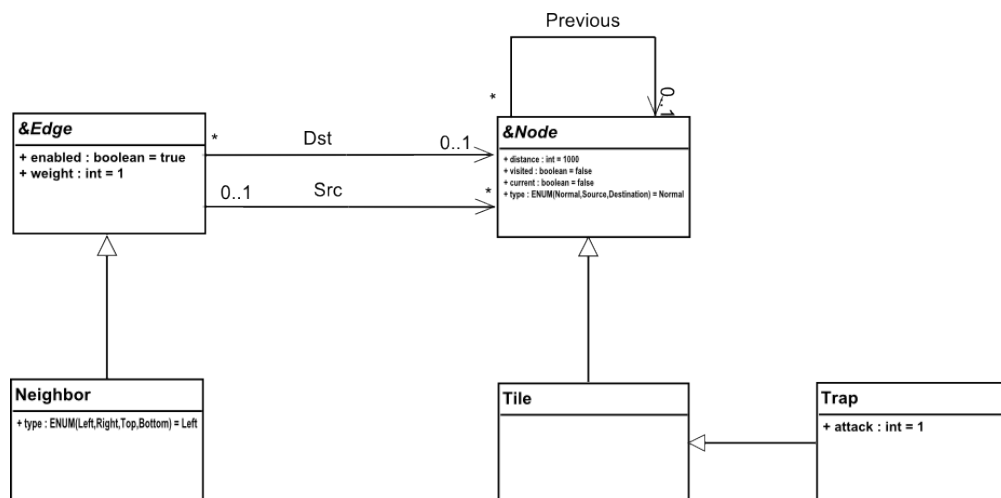 Previous
*
0..1
&Edge
+ enabled : boolean = true
+ weight : int = 1
*
Dst
0..1
0..1
Src
*
&Node
+ distance : int = 1000
+ visited : boolean = false
+ current : boolean = false
+ type : ENUM(Normal,Source,Destination) = Normal
Neighbor
+ type : ENUM(Left,Right,Top,Bottom) = Left
Tile
Trap
+ attack : int = 1